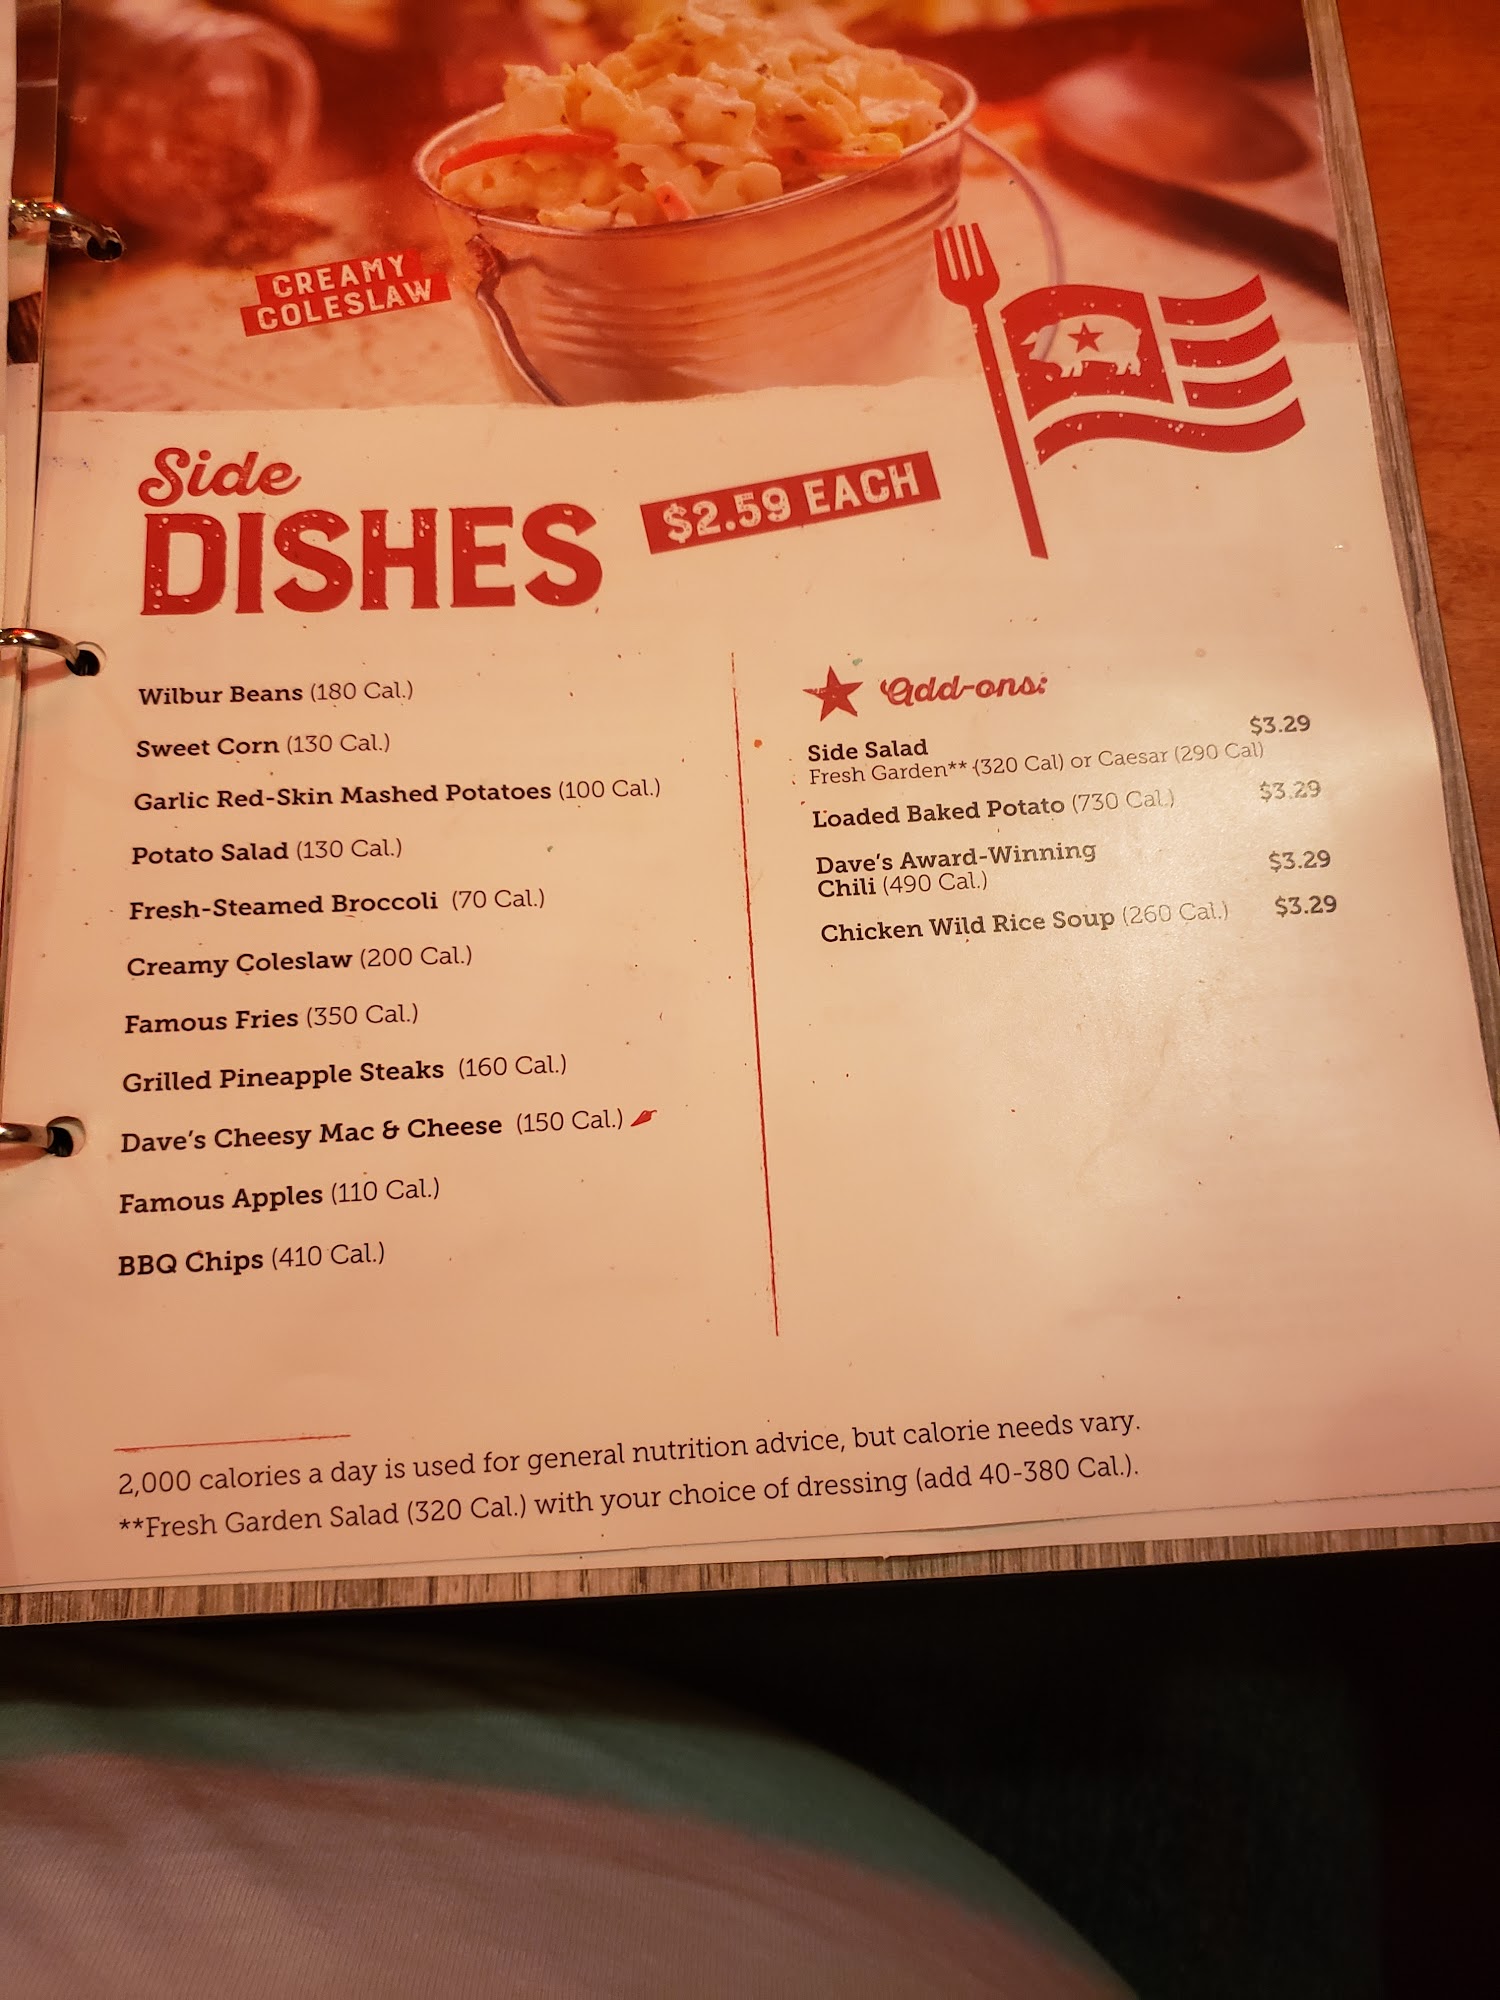 CREAMY
COLESLAW
Side
DISHES
$2.59 EACH
Wilbur Beans (180 Cal.)
Sweet Corn (130 Cal.)
Garlic Red-Skin Mashed Potatoes (100 Cal.)
Potato Salad (130 Cal.)
Fresh-Steamed Broccoli (70 Cal.)
Creamy Coleslaw (200 Cal.)
Famous Fries (350 Cal.)
Grilled Pineapple Steaks (160 Cal.)
Dave's Cheesy Mac & Cheese (150 Cal.)
Famous Apples (110 Cal.)
BBQ Chips (410 Cal.)
Add-ons:
Side Salad $3.29
Fresh Garden** (320 Cal) or Caesar (290 Cal)
Loaded Baked Potato (730 Cal.) $3.29
Dave's Award-Winning
Chili (490 Cal.) $3.29
Chicken Wild Rice Soup (260 Cal.) $3.29
2,000 calories a day is used for general nutrition advice, but calorie needs vary.
**Fresh Garden Salad (320 Cal.) with your choice of dressing (add 40-380 Cal.).